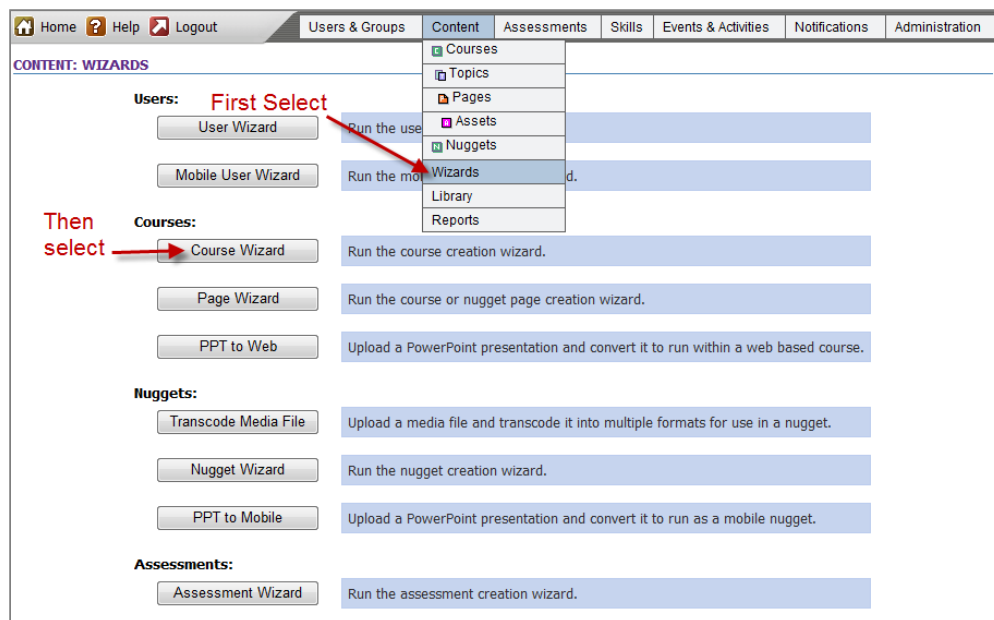 Home Help Logout Users & Groups Content Assessments Skills Events & Activities Notifications Administration
CONTENT: WIZARDS
Courses
Topics
Pages
Assets
Nuggets
Wizards
Library
Reports
First Select
Users:
User Wizard Run the use
Mobile User Wizard Run the mo d.
Then
select
Courses:
Course Wizard Run the course creation wizard.
Page Wizard Run the course or nugget page creation wizard.
PPT to Web Upload a PowerPoint presentation and convert it to run within a web based course.
Nuggets:
Transcode Media File Upload a media file and transcode it into multiple formats for use in a nugget.
Nugget Wizard Run the nugget creation wizard.
PPT to Mobile Upload a PowerPoint presentation and convert it to run as a mobile nugget.
Assessments:
Assessment Wizard Run the assessment creation wizard.